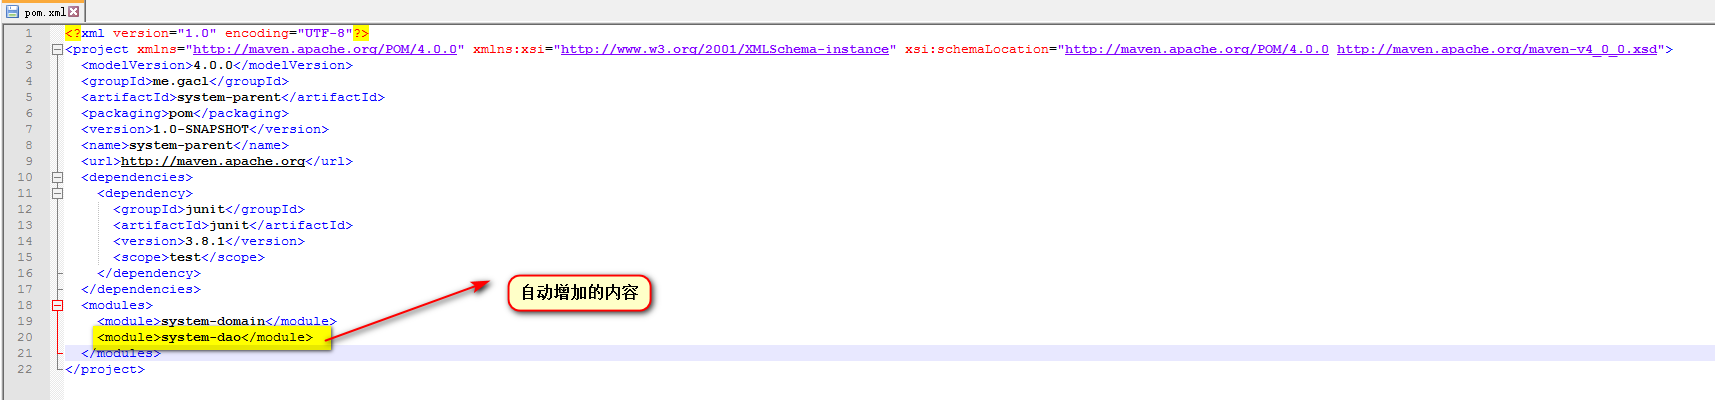 pom.xml
1 <?xml version="1.0" encoding="UTF-8"?>
2 <project xmlns="http://maven.apache.org/POM/4.0.0" xmlns:xsi="http://www.w3.org/2001/XMLSchema-instance" xsi:schemaLocation="http://maven.apache.org/POM/4.0.0 http://maven.apache.org/maven-v4_0_0.xsd">
3 <modelVersion>4.0.0</modelVersion>
4 <groupId>me.gacl</groupId>
5 <artifactId>system-parent</artifactId>
6 <packaging>pom</packaging>
7 <version>1.0-SNAPSHOT</version>
8 <name>system-parent</name>
9 <url>http://maven.apache.org</url>
10 <dependencies>
11 <dependency>
12 <groupId>junit</groupId>
13 <artifactId>junit</artifactId>
14 <version>3.8.1</version>
15 <scope>test</scope>
16 </dependency>
17 </dependencies>
自动增加的内容
18 <modules>
19 <module>system-domain</module>
20 <module>system-dao</module>
21 </modules>
22 </project>